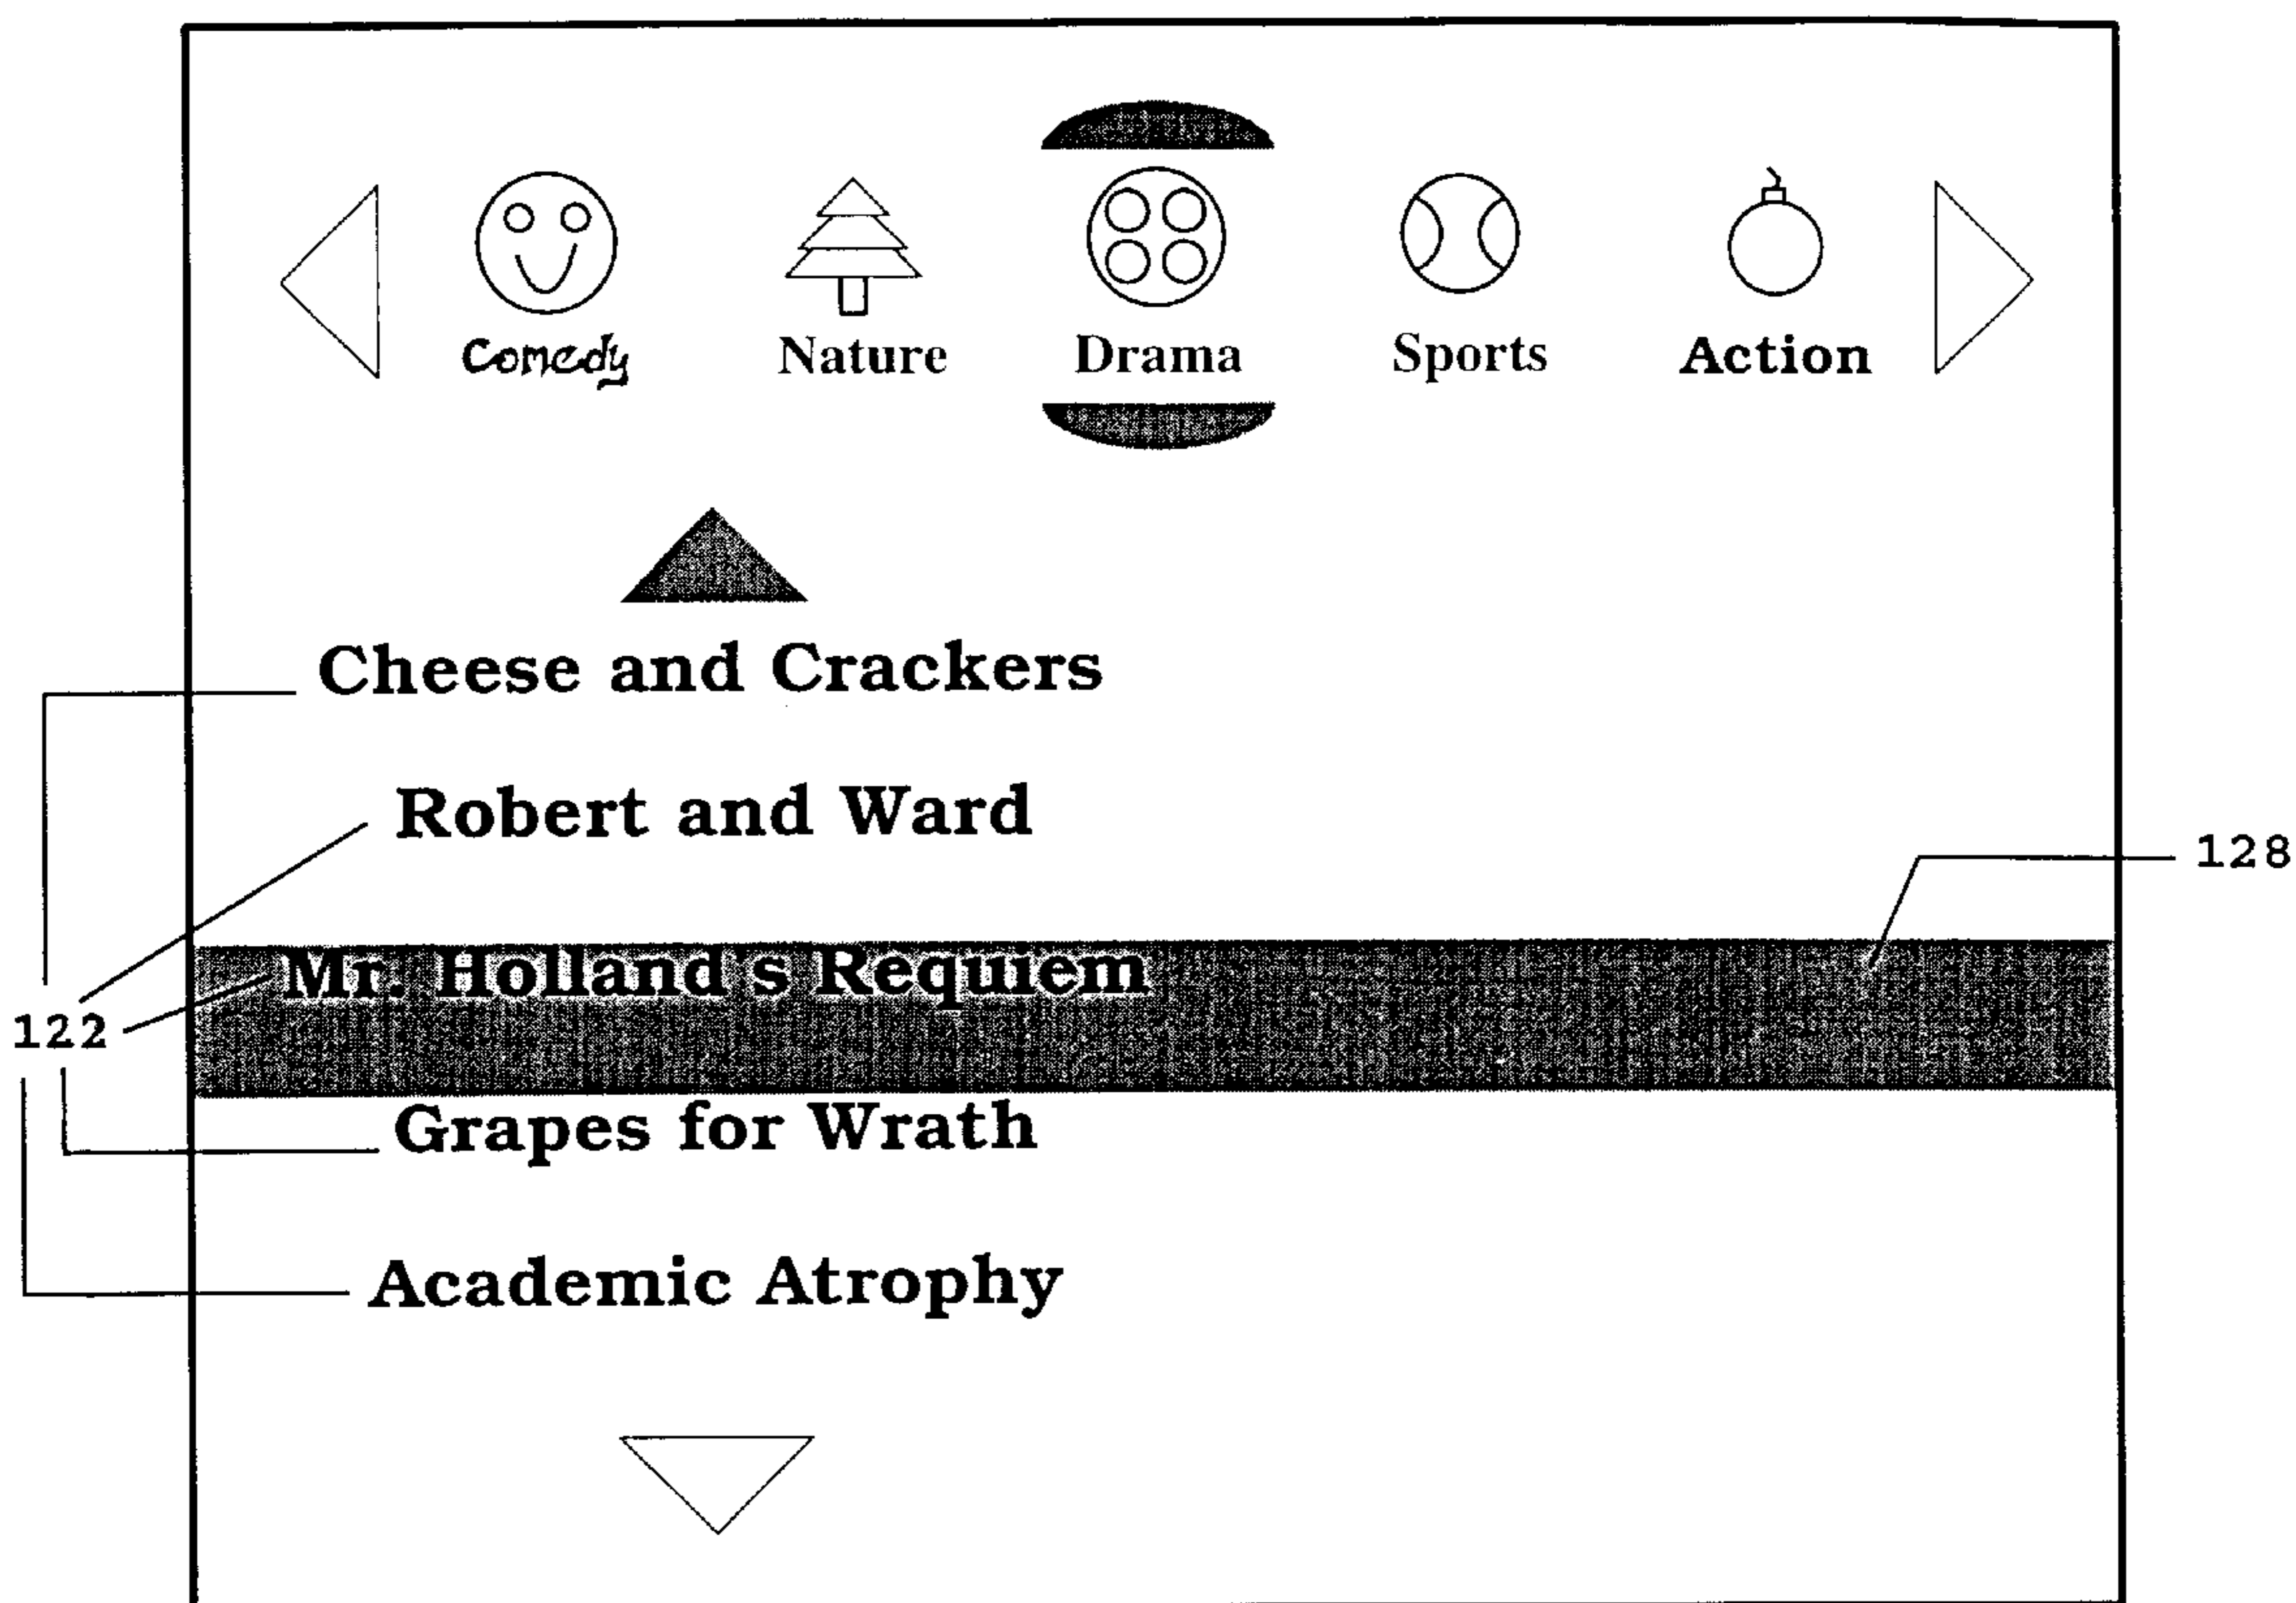 Comedy Nature Drama Sports Action
Cheese and Crackers
Robert and Ward
128
Mr. Holland's Requiem
122
Grapes for Wrath
Academic Atrophy